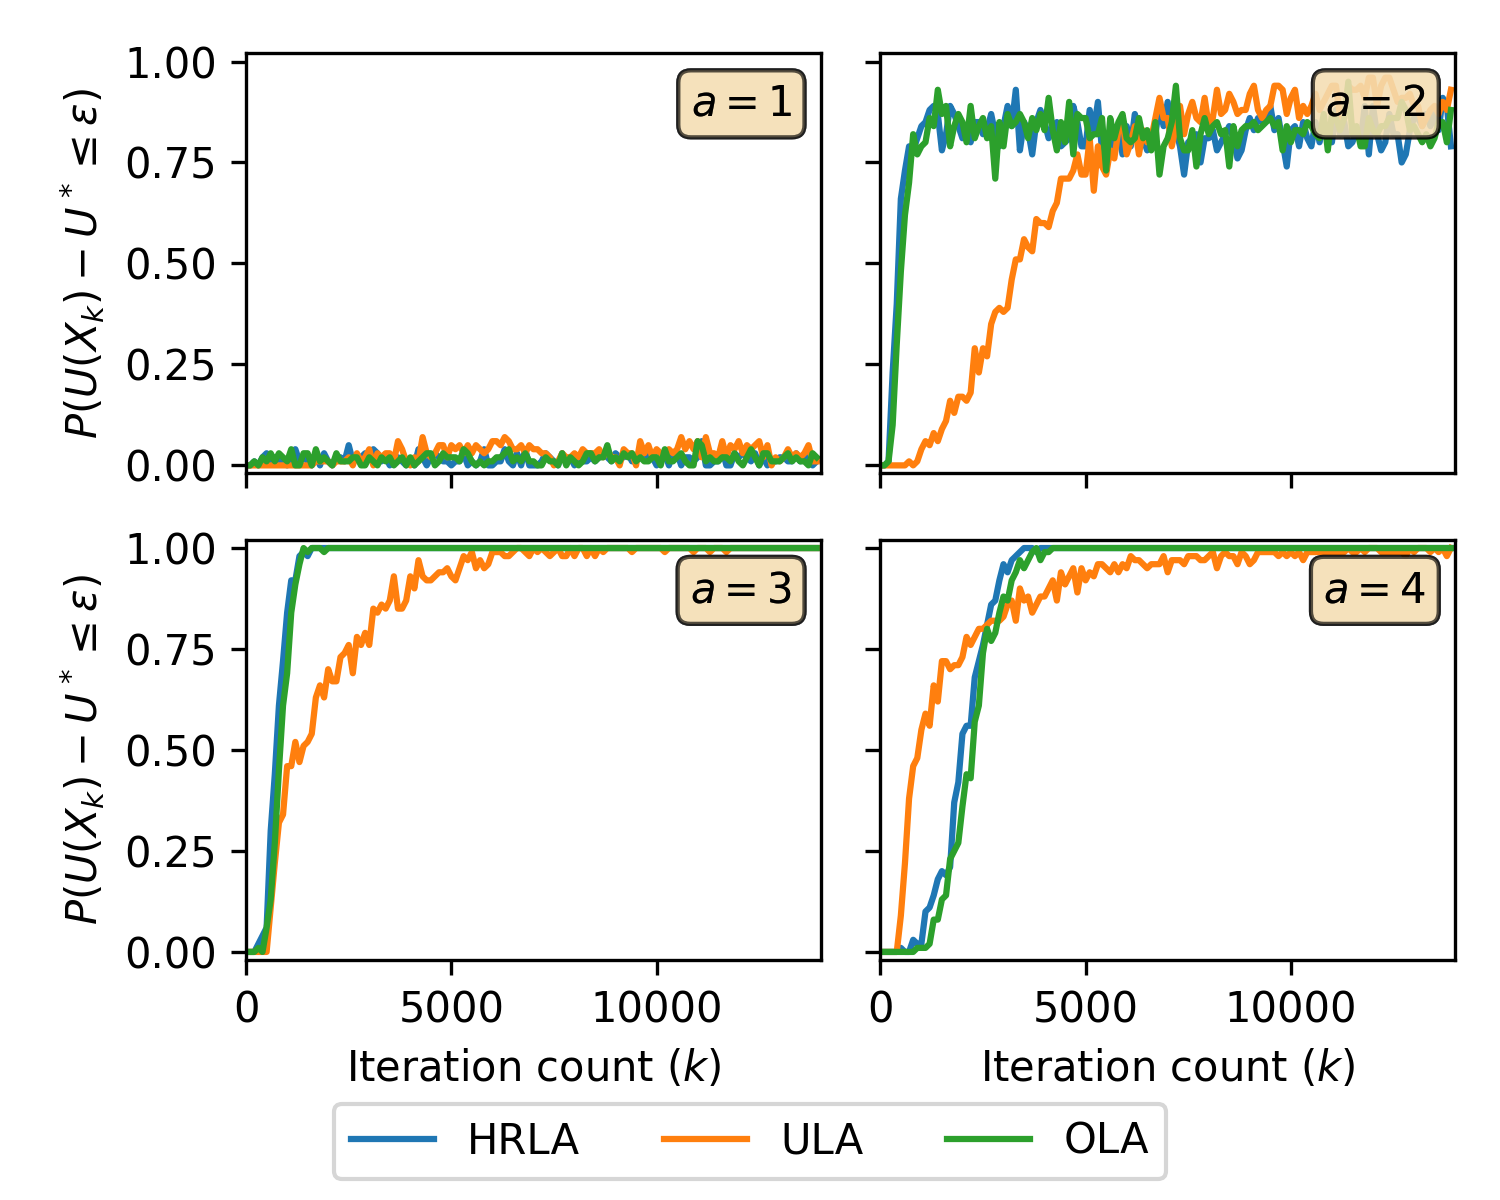 1.00
0.75
0.50
0.25
0.00
P(U(X_k) − U* ≤ ε)
a = 1
a = 2
1.00
0.75
0.50
0.25
0.00
P(U(X_k) − U* ≤ ε)
a = 3
a = 4
0 5000 10000
0 5000 10000
Iteration count (k)
Iteration count (k)
HRLA ULA OLA